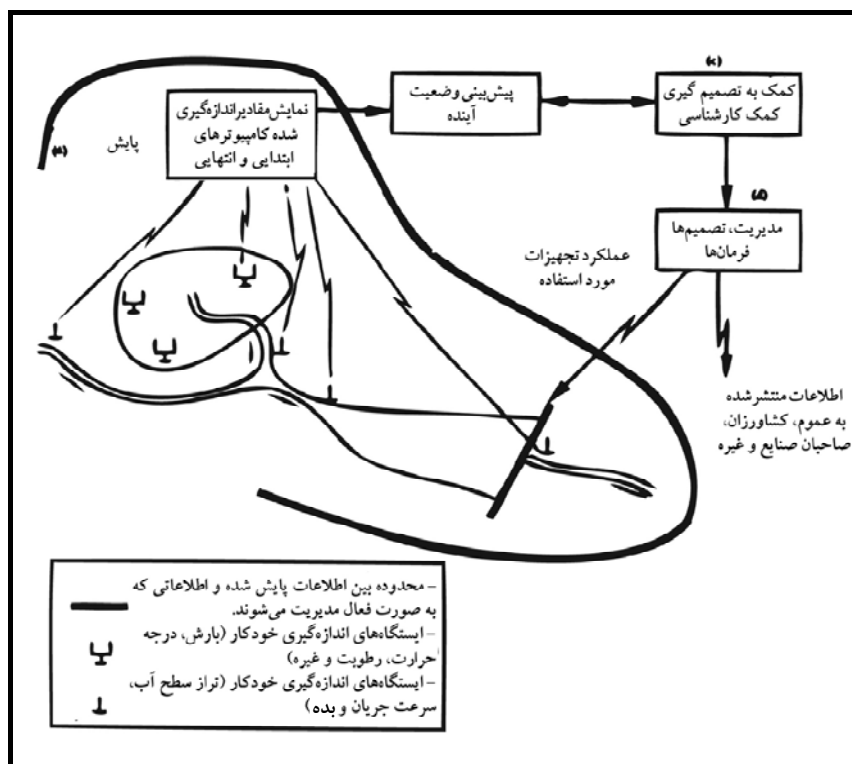 (a)
پایش
نمایش مقادیر اندازه‌گیری
شده کامپیوترهای
ابتدایی و انتهایی
پیش‌بینی وضعیت
آینده
کمک به تصمیم گیری
کمک کارشناسی
مدیریت، تصمیم‌ها
فرمان‌ها
عملکرد تجهیزات
مورد استفاده
اطلاعات منتشر شده
به عموم، کشاورزان،
صاحبان صنایع و غیره
- محدوده بین اطلاعات پایش شده و اطلاعاتی که
به صورت فعال مدیریت می‌شوند.
- ایستگاه‌های اندازه‌گیری خودکار (بارش، درجه
حرارت، رطوبت و غیره)
- ایستگاه‌های اندازه‌گیری خودکار (تراز سطح آب،
سرعت جریان و بده)